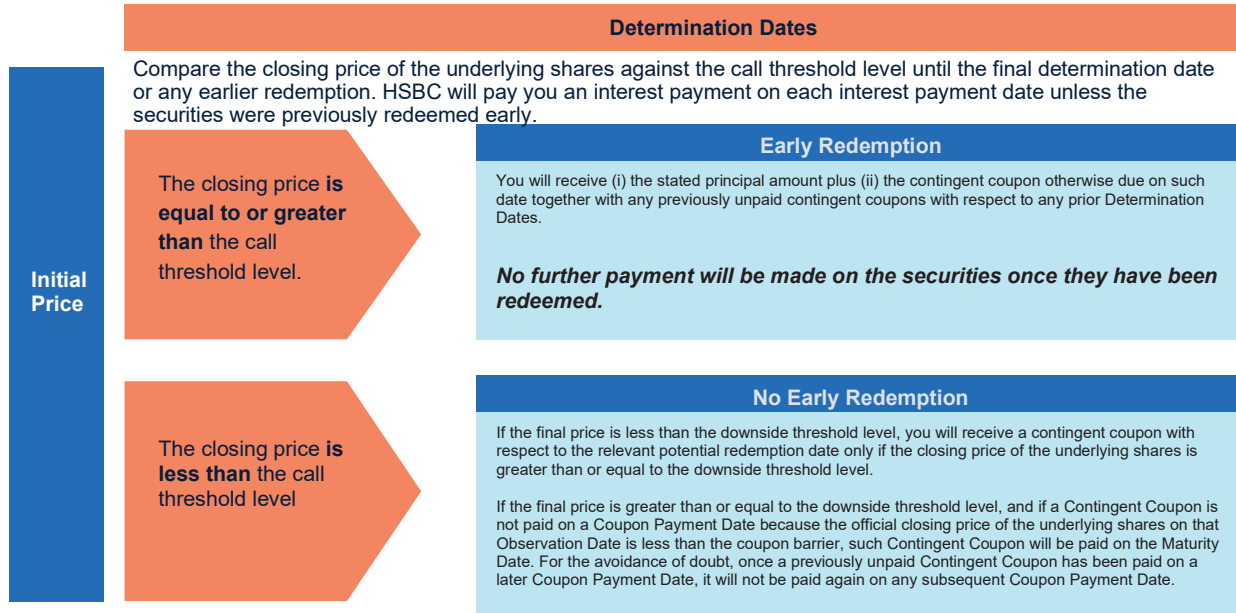 Determination Dates
Compare the closing price of the underlying shares against the call threshold level until the final determination date
or any earlier redemption. HSBC will pay you an interest payment on each interest payment date unless the
securities were previously redeemed early.
Initial
Price
The closing price is
equal to or greater
than the call
threshold level.
Early Redemption
You will receive (i) the stated principal amount plus (ii) the contingent coupon otherwise due on such
date together with any previously unpaid contingent coupons with respect to any prior Determination
Dates.
No further payment will be made on the securities once they have been
redeemed.
The closing price is
less than the call
threshold level
No Early Redemption
If the final price is less than the downside threshold level, you will receive a contingent coupon with
respect to the relevant potential redemption date only if the closing price of the underlying shares is
greater than or equal to the downside threshold level.
If the final price is greater than or equal to the downside threshold level, and if a Contingent Coupon is
not paid on a Coupon Payment Date because the official closing price of the underlying shares on that
Observation Date is less than the coupon barrier, such Contingent Coupon will be paid on the Maturity
Date. For the avoidance of doubt, once a previously unpaid Contingent Coupon has been paid on a
later Coupon Payment Date, it will not be paid again on any subsequent Coupon Payment Date.